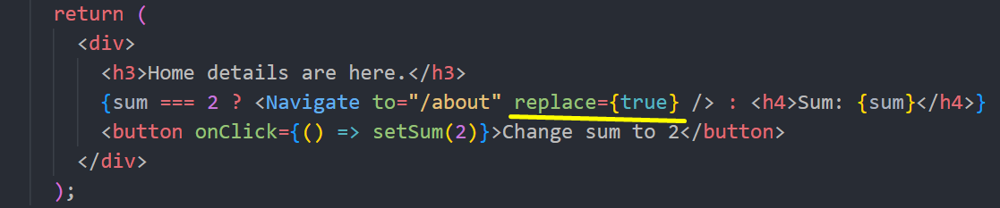 return (
<div>
<h3>Home details are here.</h3>
{sum === 2 ? <Navigate to="/about" replace={true} /> : <h4>Sum: {sum}</h4>}
<button onClick={() => setSum(2)}>Change sum to 2</button>
</div>
);